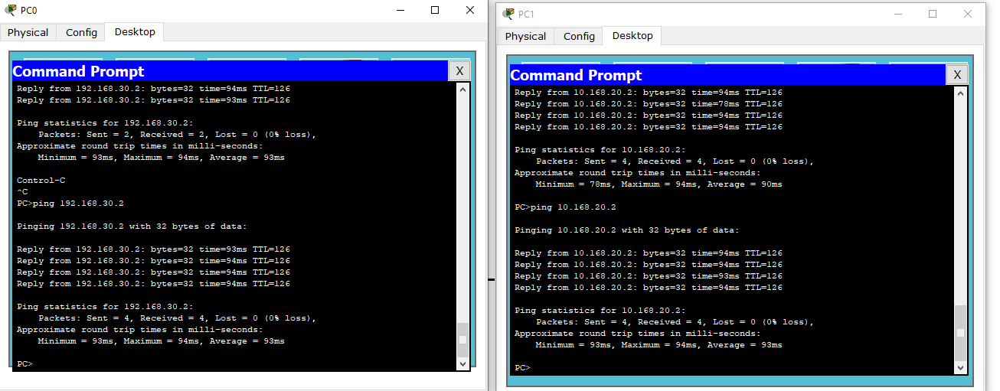 PC0
Physical Config Desktop
Command Prompt X
Reply from 192.168.30.2: bytes=32 time=94ms TTL=126
Reply from 192.168.30.2: bytes=32 time=93ms TTL=126
Ping statistics for 192.168.30.2:
Packets: Sent = 2, Received = 2, Lost = 0 (0% loss),
Approximate round trip times in milli-seconds:
Minimum = 93ms, Maximum = 94ms, Average = 93ms
Control-C
^C
PC>ping 192.168.30.2
Pinging 192.168.30.2 with 32 bytes of data:
Reply from 192.168.30.2: bytes=32 time=93ms TTL=126
Reply from 192.168.30.2: bytes=32 time=94ms TTL=126
Reply from 192.168.30.2: bytes=32 time=94ms TTL=126
Reply from 192.168.30.2: bytes=32 time=94ms TTL=126
Ping statistics for 192.168.30.2:
Packets: Sent = 4, Received = 4, Lost = 0 (0% loss),
Approximate round trip times in milli-seconds:
Minimum = 93ms, Maximum = 94ms, Average = 93ms
PC>
PC1
Physical Config Desktop
Command Prompt X
Reply from 10.168.20.2: bytes=32 time=94ms TTL=126
Reply from 10.168.20.2: bytes=32 time=78ms TTL=126
Reply from 10.168.20.2: bytes=32 time=94ms TTL=126
Reply from 10.168.20.2: bytes=32 time=94ms TTL=126
Ping statistics for 10.168.20.2:
Packets: Sent = 4, Received = 4, Lost = 0 (0% loss),
Approximate round trip times in milli-seconds:
Minimum = 78ms, Maximum = 94ms, Average = 90ms
PC>ping 10.168.20.2
Pinging 10.168.20.2 with 32 bytes of data:
Reply from 10.168.20.2: bytes=32 time=94ms TTL=126
Reply from 10.168.20.2: bytes=32 time=94ms TTL=126
Reply from 10.168.20.2: bytes=32 time=93ms TTL=126
Reply from 10.168.20.2: bytes=32 time=94ms TTL=126
Ping statistics for 10.168.20.2:
Packets: Sent = 4, Received = 4, Lost = 0 (0% loss),
Approximate round trip times in milli-seconds:
Minimum = 93ms, Maximum = 94ms, Average = 93ms
PC>